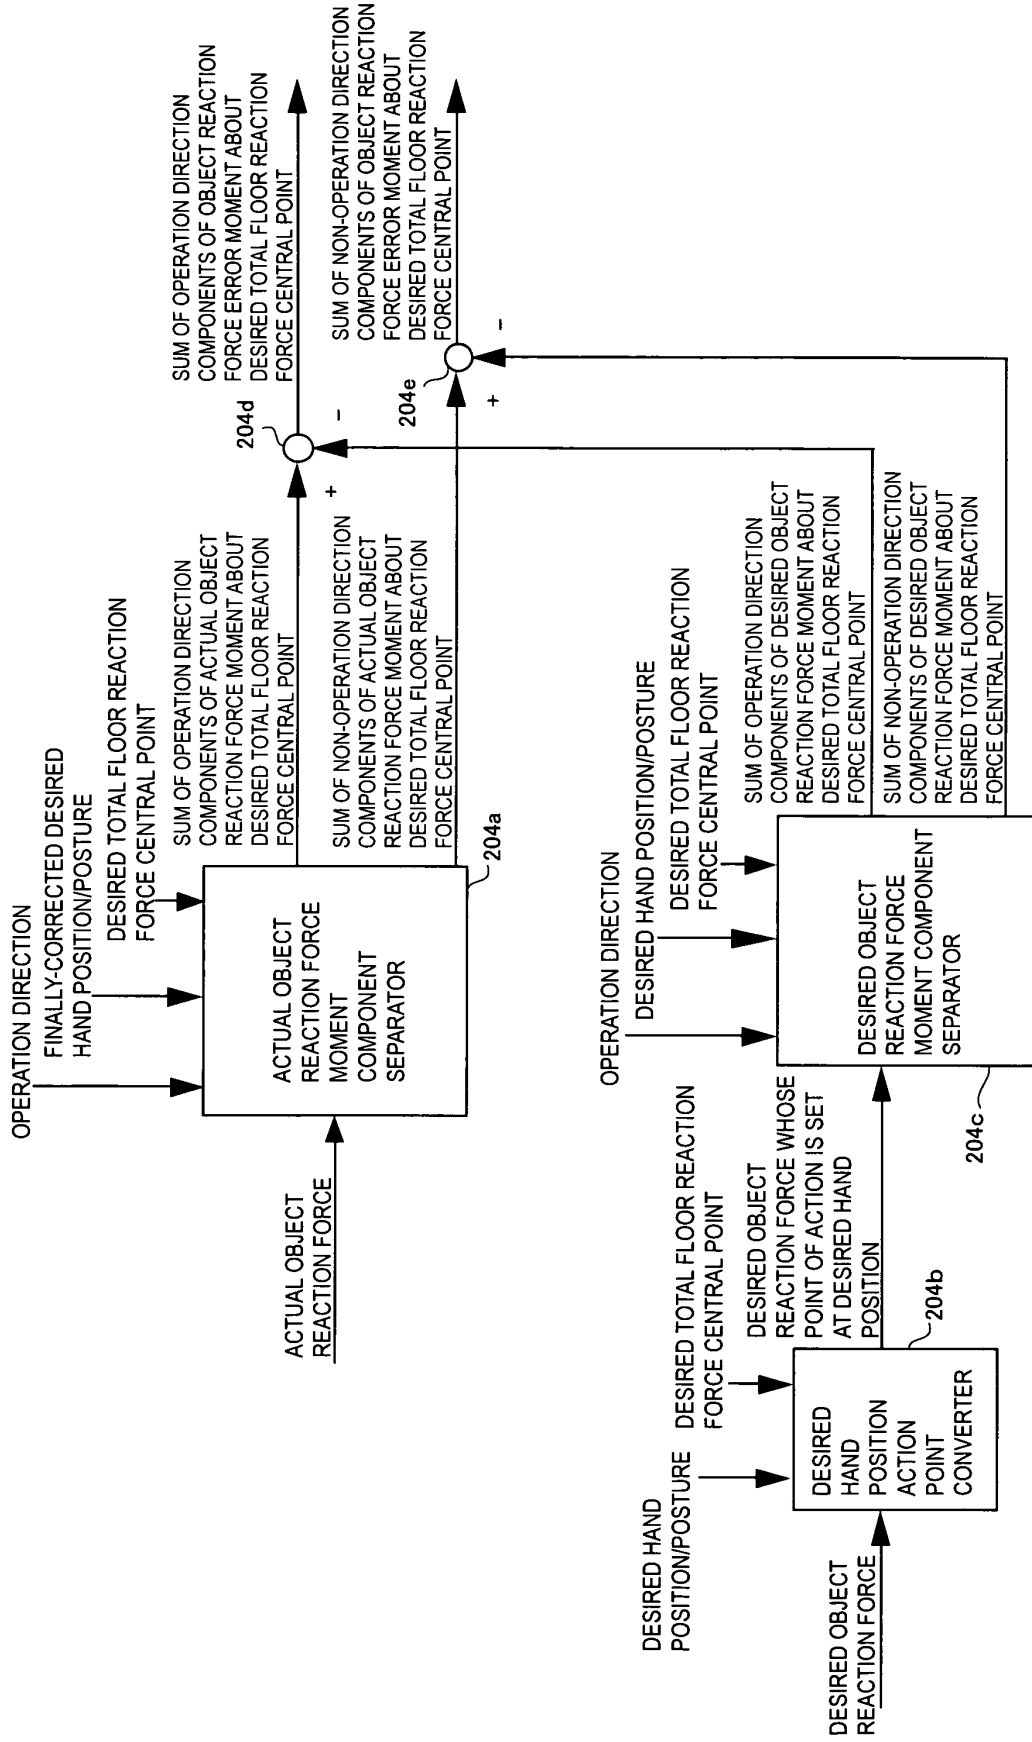 OPERATION DIRECTION
FINALLY-CORRECTED DESIRED
HAND POSITION/POSTURE
DESIRED TOTAL FLOOR REACTION
FORCE CENTRAL POINT
ACTUAL OBJECT
REACTION FORCE
ACTUAL OBJECT
REACTION FORCE
MOMENT
COMPONENT
SEPARATOR
204a
SUM OF OPERATION DIRECTION
COMPONENTS OF ACTUAL OBJECT
REACTION FORCE MOMENT ABOUT
DESIRED TOTAL FLOOR REACTION
FORCE CENTRAL POINT
SUM OF NON-OPERATION DIRECTION
COMPONENTS OF ACTUAL OBJECT
REACTION FORCE MOMENT ABOUT
DESIRED TOTAL FLOOR REACTION
FORCE CENTRAL POINT
204d
+
-
SUM OF OPERATION DIRECTION
COMPONENTS OF OBJECT REACTION
FORCE ERROR MOMENT ABOUT
DESIRED TOTAL FLOOR REACTION
FORCE CENTRAL POINT
204e
+
-
SUM OF NON-OPERATION DIRECTION
COMPONENTS OF OBJECT REACTION
FORCE ERROR MOMENT ABOUT
DESIRED TOTAL FLOOR REACTION
FORCE CENTRAL POINT
DESIRED HAND
POSITION/POSTURE
DESIRED TOTAL FLOOR REACTION
FORCE CENTRAL POINT
DESIRED OBJECT
REACTION FORCE
DESIRED
HAND
POSITION
ACTION
POINT
CONVERTER
204b
DESIRED OBJECT
REACTION FORCE WHOSE
POINT OF ACTION IS SET
AT DESIRED HAND
POSITION
OPERATION DIRECTION
DESIRED HAND POSITION/POSTURE
DESIRED TOTAL FLOOR REACTION
FORCE CENTRAL POINT
DESIRED OBJECT
REACTION FORCE
MOMENT COMPONENT
SEPARATOR
204c
SUM OF OPERATION DIRECTION
COMPONENTS OF DESIRED OBJECT
REACTION FORCE MOMENT ABOUT
DESIRED TOTAL FLOOR REACTION
FORCE CENTRAL POINT
SUM OF NON-OPERATION DIRECTION
COMPONENTS OF DESIRED OBJECT
REACTION FORCE MOMENT ABOUT
DESIRED TOTAL FLOOR REACTION
FORCE CENTRAL POINT